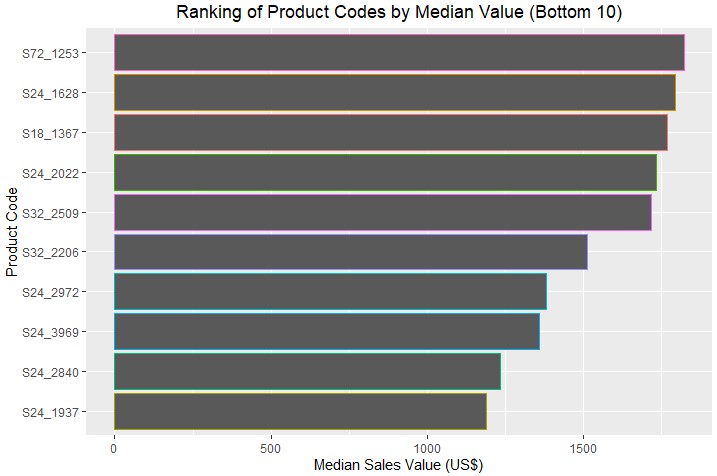 Ranking of Product Codes by Median Value (Bottom 10)
Product Code
S72_1253
S24_1628
S18_1367
S24_2022
S32_2509
S32_2206
S24_2972
S24_3969
S24_2840
S24_1937
0 500 1000 1500
Median Sales Value (US$)